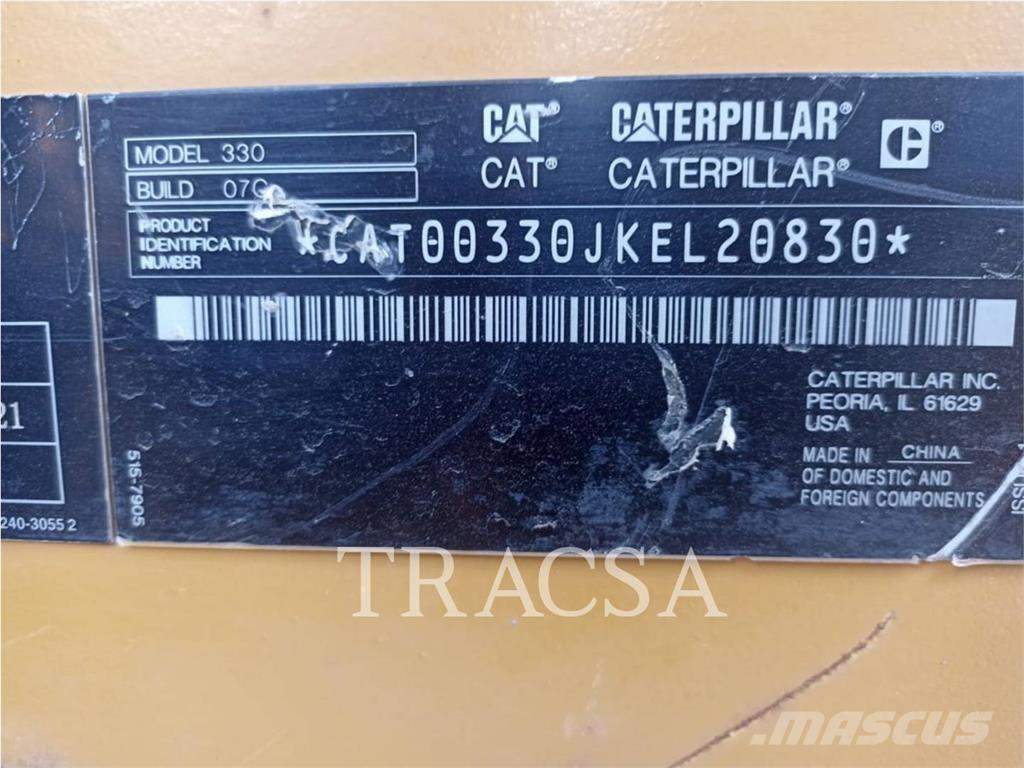 CAT® CATERPILLAR® ®
CAT® CATERPILLAR®
MODEL 330
BUILD 07C
PRODUCT
IDENTIFICATION
NUMBER
*CAT00330JKEL20830*
CATERPILLAR INC.
PEORIA, IL 61629
USA
MADE IN CHINA
OF DOMESTIC AND
FOREIGN COMPONENTS
515-7905
21
240-3055 2
TRACSA
MASCUS